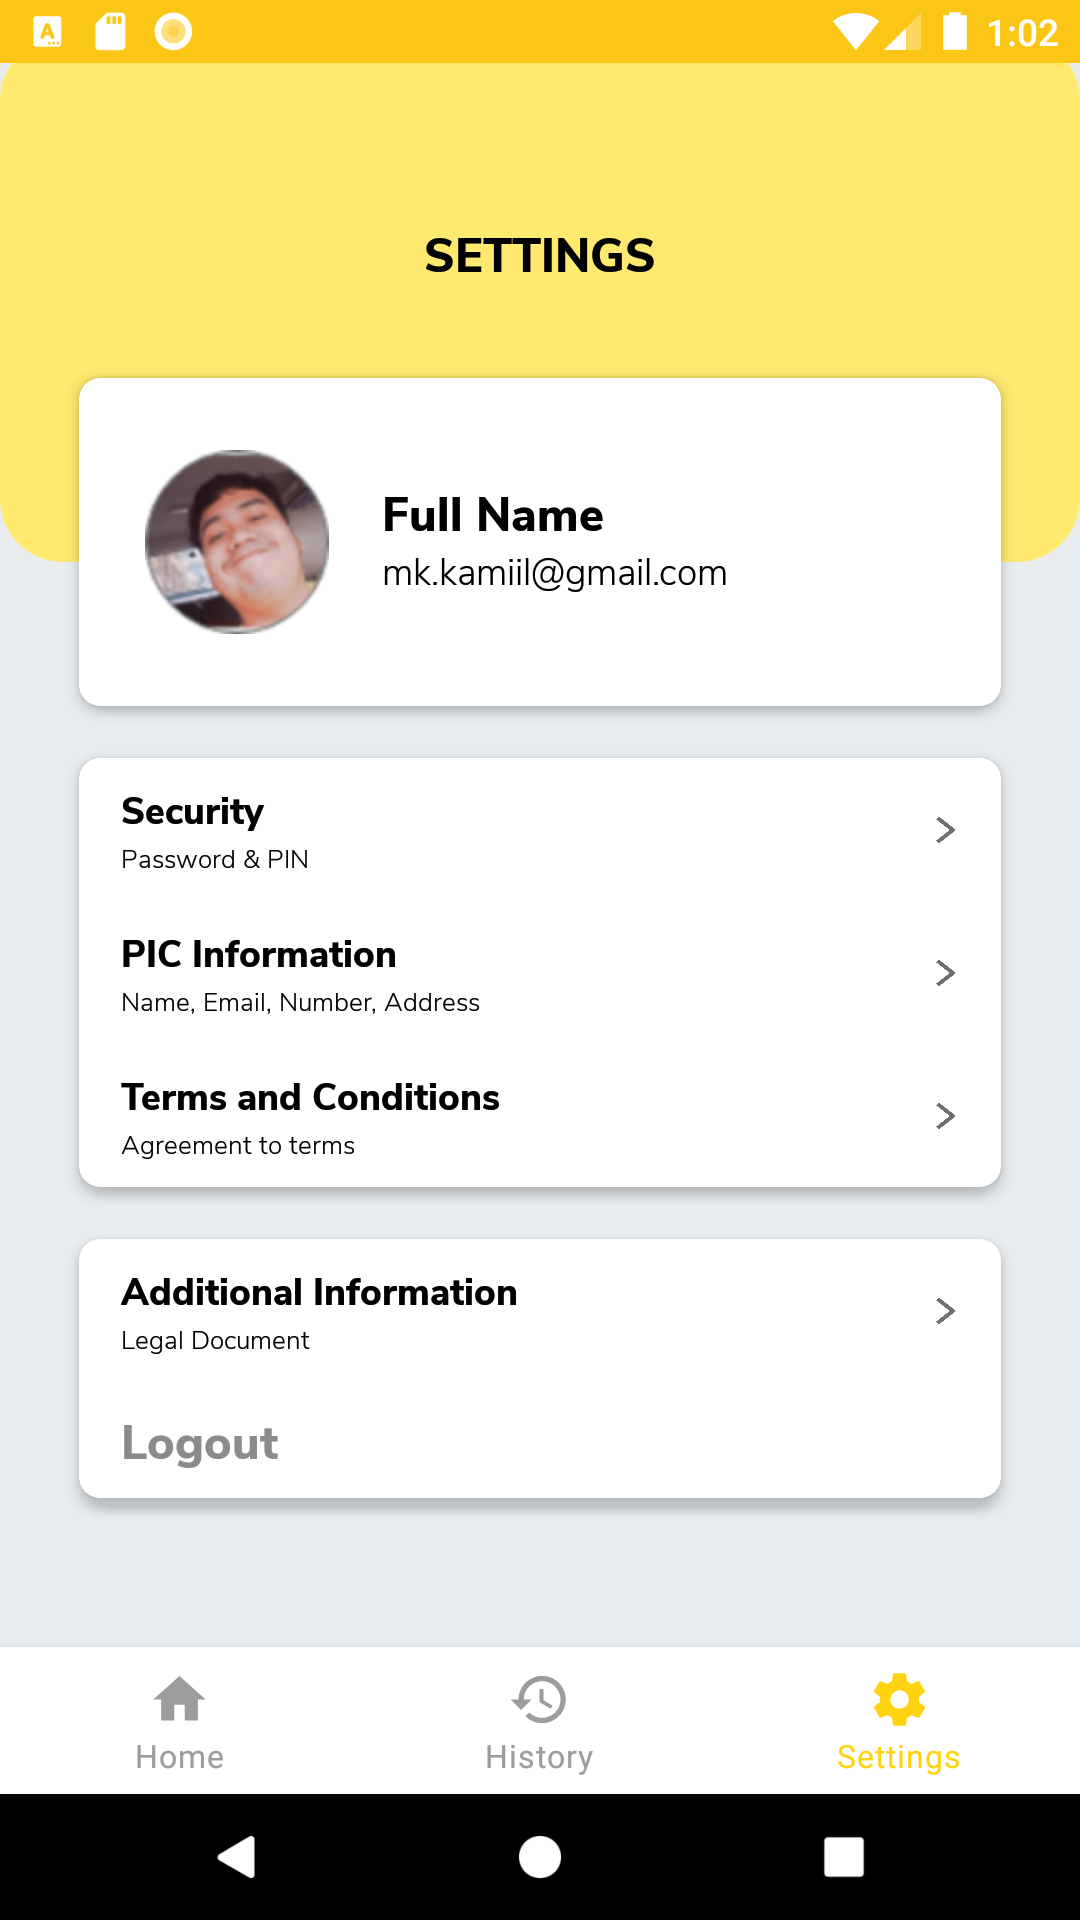 1:02
SETTINGS
Full Name
mk.kamiil@gmail.com
Security
Password & PIN
PIC Information
Name, Email, Number, Address
Terms and Conditions
Agreement to terms
Additional Information
Legal Document
Logout
Home
History
Settings